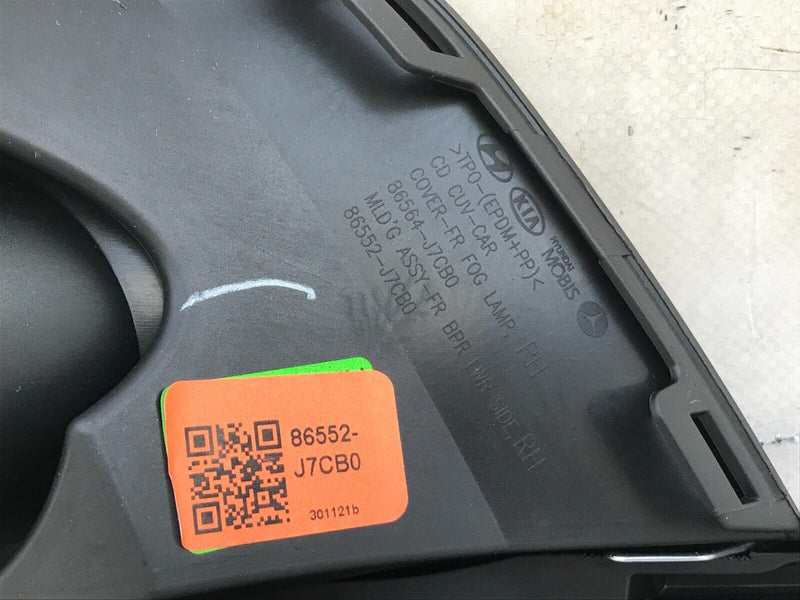 KIA
HYUNDAI
MOBIS
>TPO-(EPDM+PP)<
CD CUV-CAR
COVER-FR FOG LAMP, RH
86564-J7CB0
MLD'G ASSY-FR BPR LWR SIDE, RH
86552-J7CB0
86552-
J7CB0
301121b